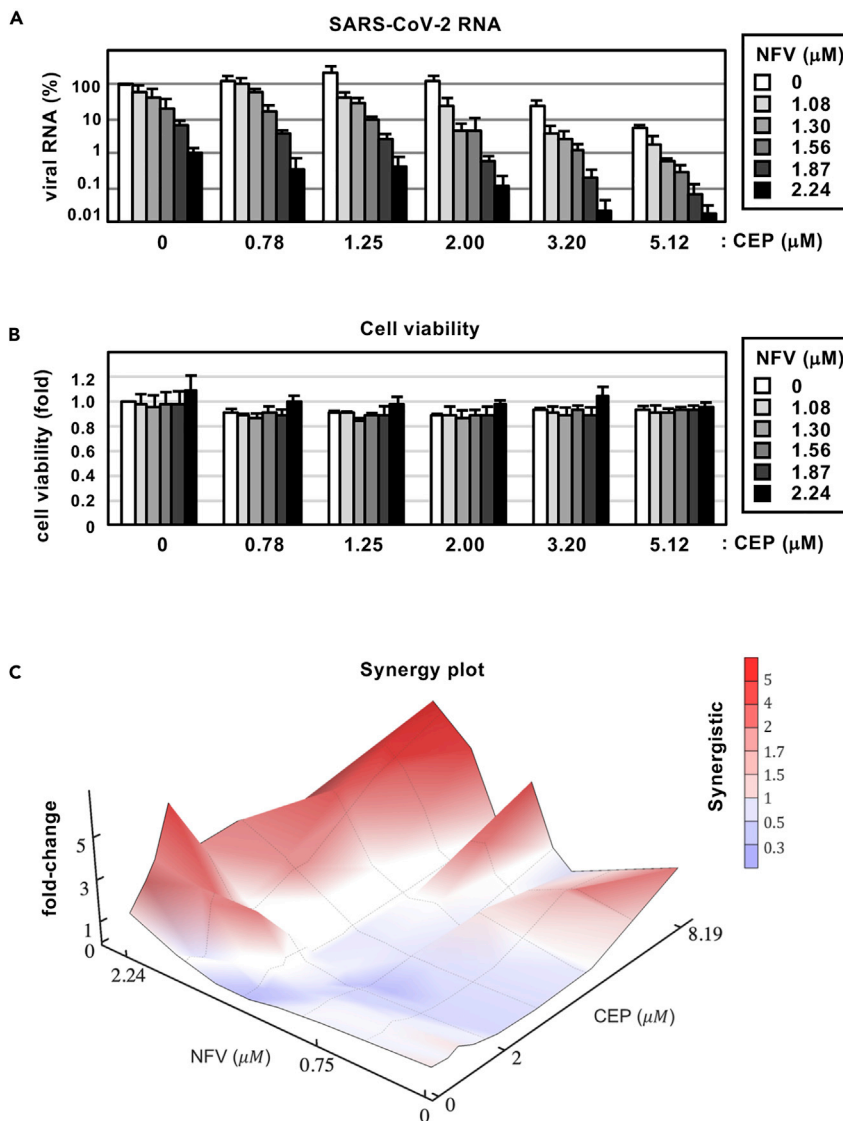 A
SARS-CoV-2 RNA
viral RNA (%)
100
10
1
0.1
0.01
0 0.78 1.25 2.00 3.20 5.12 : CEP (μM)
NFV (μM)
0
1.08
1.30
1.56
1.87
2.24
B
Cell viability
cell viability (fold)
1.2
1.0
0.8
0.6
0.4
0.2
0
0 0.78 1.25 2.00 3.20 5.12 : CEP (μM)
NFV (μM)
0
1.08
1.30
1.56
1.87
2.24
C
Synergy plot
Synergistic
5
4
2
1.7
1.5
1
0.5
0.3
fold-change
5
3
1
0
2.24
NFV (μM)
0.75
0
0
2
CEP (μM)
8.19